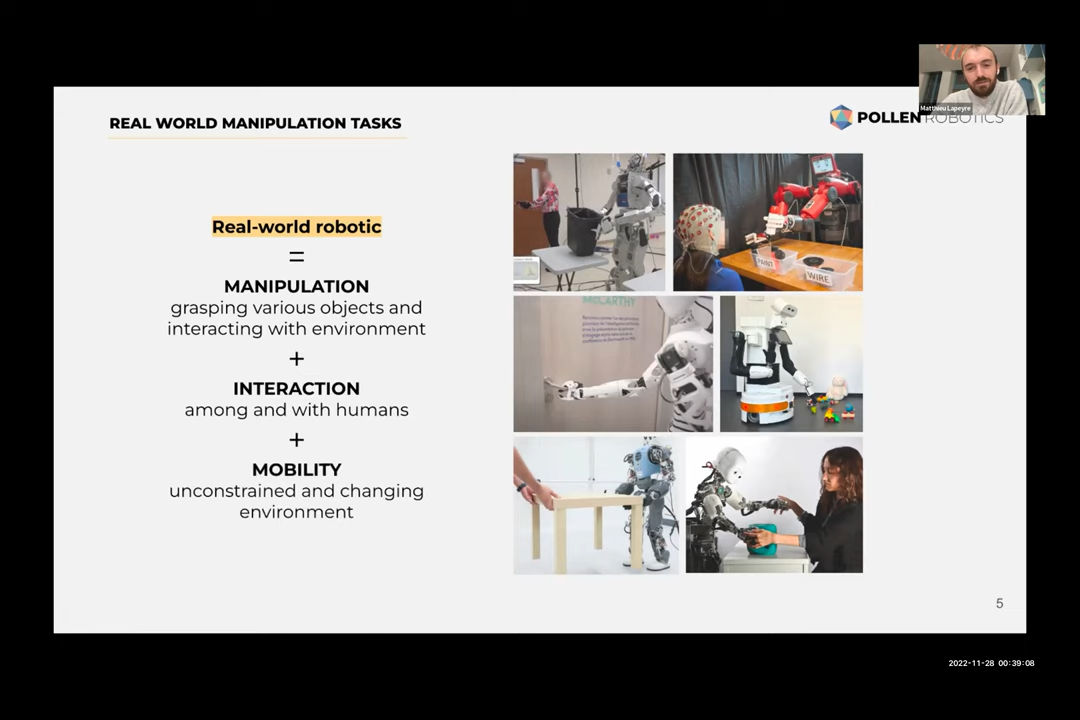 Matthieu Lapeyre
REAL WORLD MANIPULATION TASKS
POLLEN ROBOTICS
Real-world robotic
=
MANIPULATION
grasping various objects and
interacting with environment
+
INTERACTION
among and with humans
+
MOBILITY
unconstrained and changing
environment
PAINT
WIRE
McCARTHY
5
2022-11-28 00:39:08